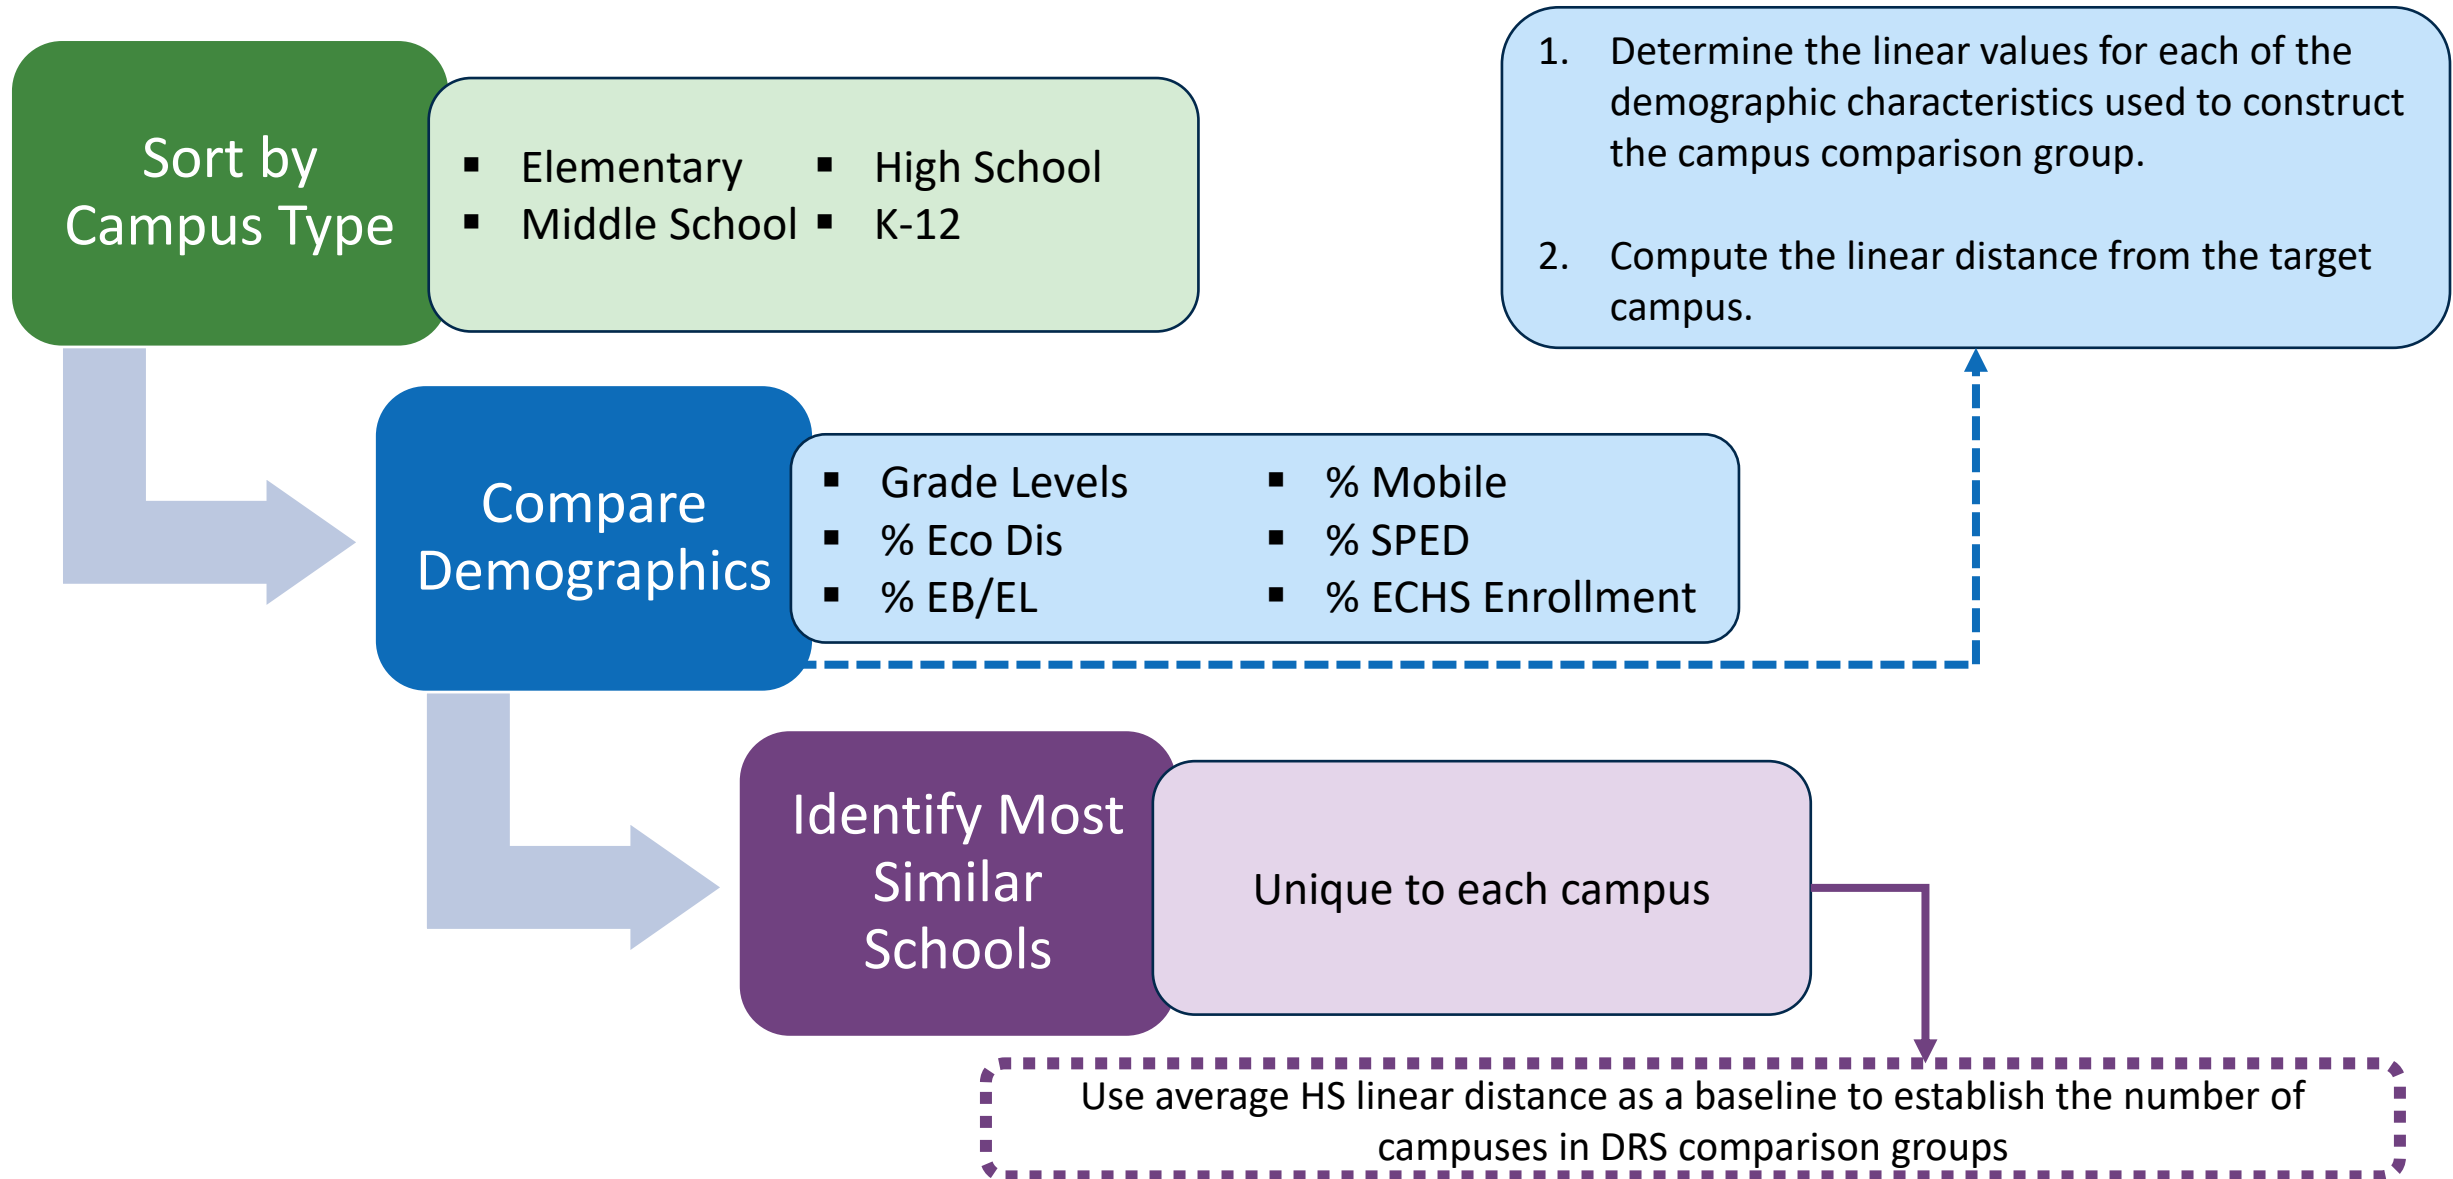 Sort by
Campus Type
▪ Elementary
▪ Middle School
▪ High School
▪ K-12
1. Determine the linear values for each of the
demographic characteristics used to construct
the campus comparison group.
2. Compute the linear distance from the target
campus.
Compare
Demographics
▪ Grade Levels
▪ % Eco Dis
▪ % EB/EL
▪ % Mobile
▪ % SPED
▪ % ECHS Enrollment
Identify Most
Similar
Schools
Unique to each campus
Use average HS linear distance as a baseline to establish the number of
campuses in DRS comparison groups